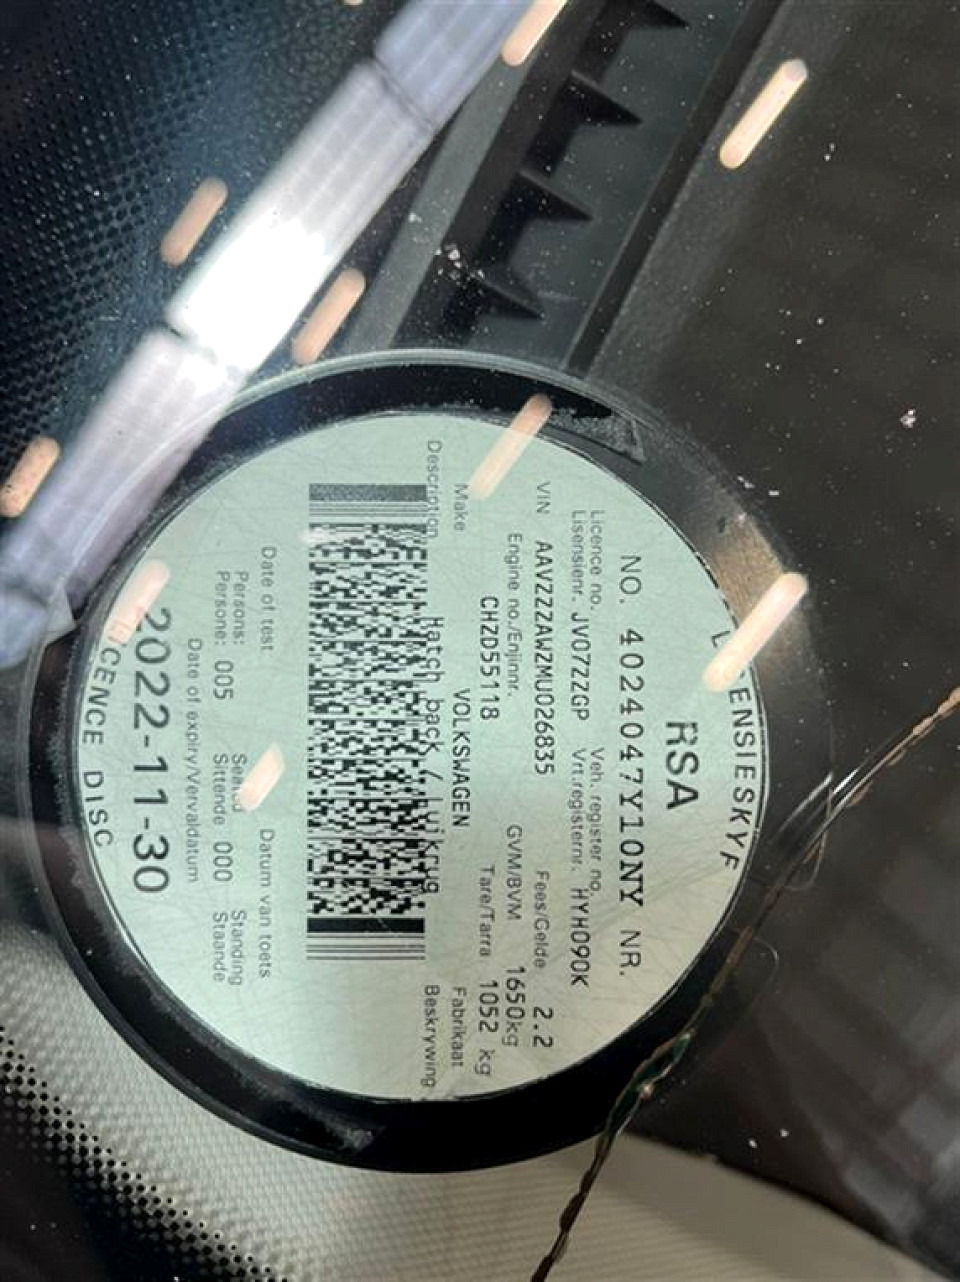 LISENSIESKYF
RSA
NO. 4024047Y10NY NR.
Licence no. Veh. register no.
Lisensienr. JV07ZZGP Vrt.registernr. HYH090K
VIN AAVZZZAWZMU026835 Fees/Gelde 2.2
Engine no./Enjinnr. GVM/BVM 1650kg
CHZD55118 Tare/Tarra 1052 kg
Make VOLKSWAGEN Fabrikaat
Description Hatch back / Luikrug Beskrywing
Date of test Datum van toets
Persons: Seated Standing
Persone: 005 Sittende 000 Staande
Date of expiry/Vervaldatum
2022-11-30
LICENCE DISC